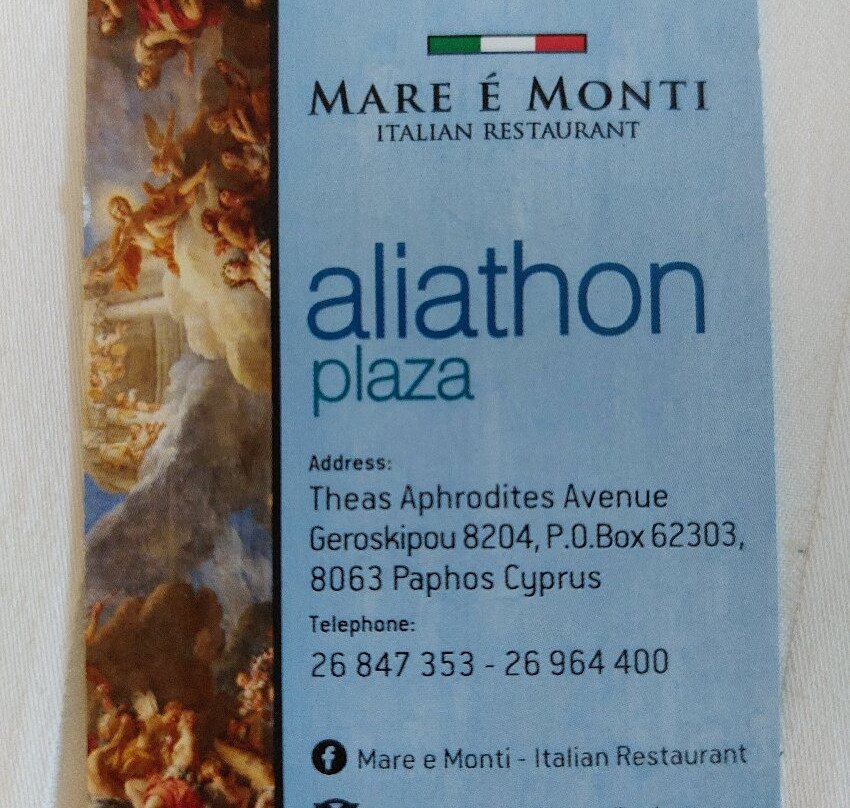 MARE É MONTI
ITALIAN RESTAURANT
aliathon
plaza
Address:
Theas Aphrodites Avenue
Geroskipou 8204, P.O.Box 62303,
8063 Paphos Cyprus
Telephone:
26 847 353 - 26 964 400
f Mare e Monti - Italian Restaurant